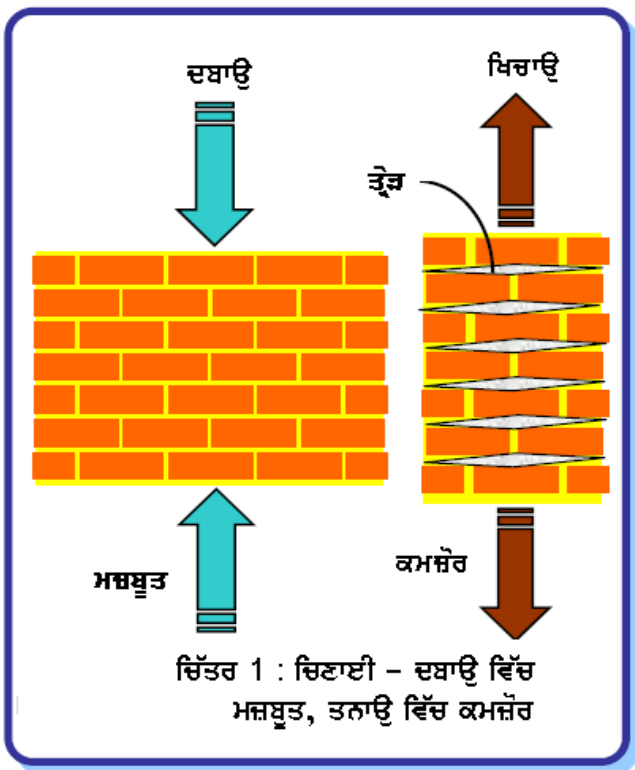 ਦਬਾਉ
ਖਿਚਾਉ
ਤ੍ਰੇੜ
ਮਜ਼ਬੂਤ
ਕਮਜ਼ੋਰ
ਚਿੱਤਰ 1 : ਚਿਣਾਈ – ਦਬਾਉ ਵਿੱਚ
ਮਜ਼ਬੂਤ, ਤਨਾਉ ਵਿੱਚ ਕਮਜ਼ੋਰ